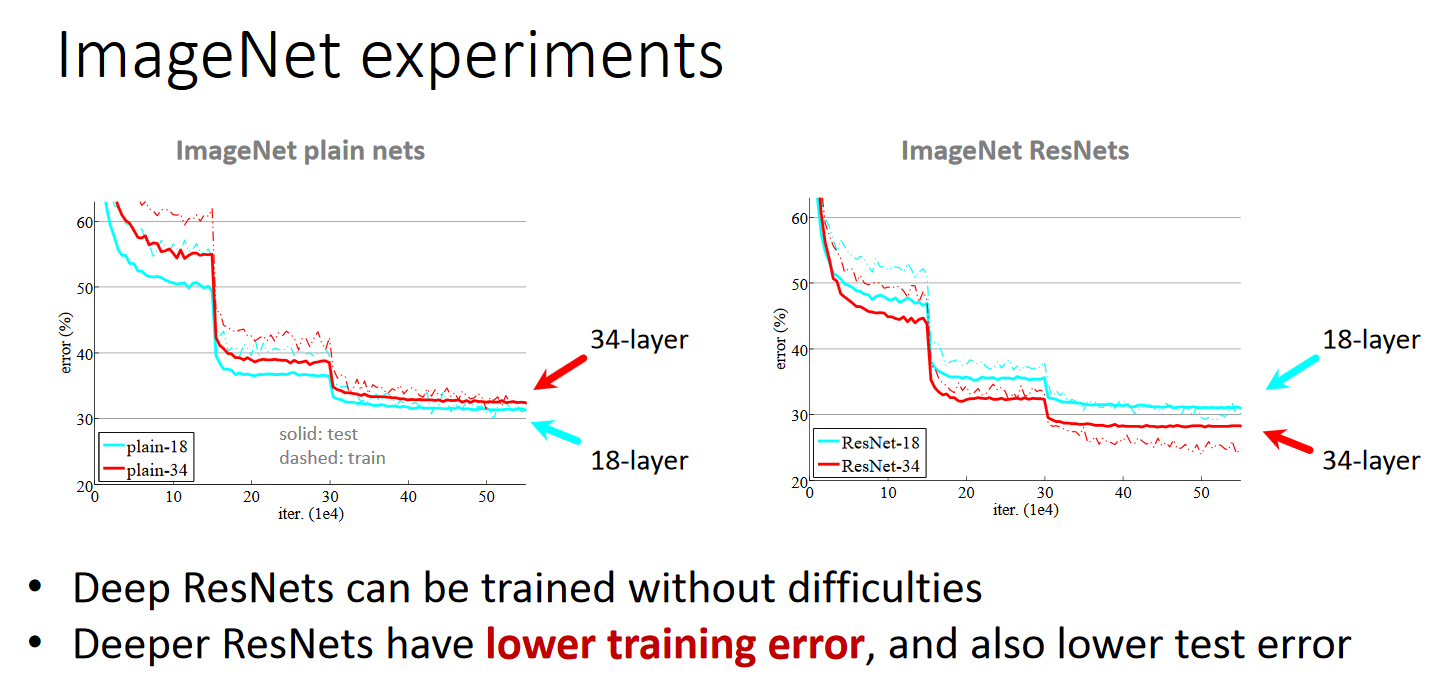 ImageNet experiments
ImageNet plain nets
60
50
40
30
20
error (%)
0 10 20 30 40 50
iter. (1e4)
plain-18
plain-34
solid: test
dashed: train
34-layer
18-layer
ImageNet ResNets
60
50
40
30
20
error (%)
0 10 20 30 40 50
iter. (1e4)
ResNet-18
ResNet-34
18-layer
34-layer
• Deep ResNets can be trained without difficulties
• Deeper ResNets have lower training error, and also lower test error